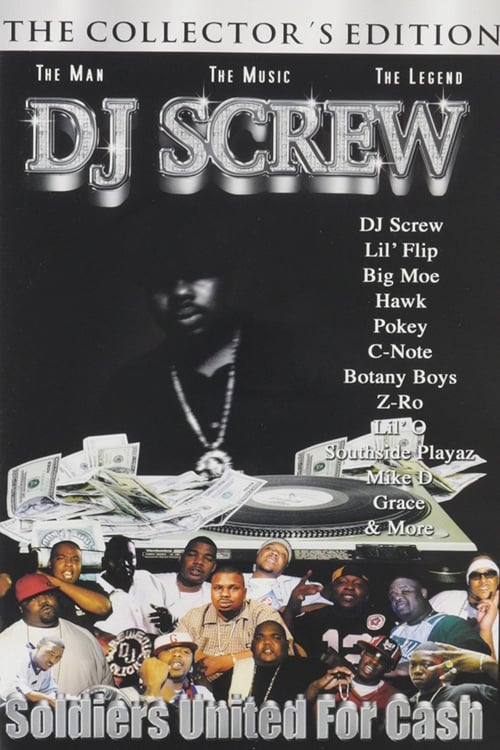 THE COLLECTOR´S EDITION
THE MAN THE MUSIC THE LEGEND
DJ SCREW
DJ Screw
Lil' Flip
Big Moe
Hawk
Pokey
C-Note
Botany Boys
Z-Ro
Lil' O
Southside Playaz
Mike D
Grace
& More
Soldiers United For Cash